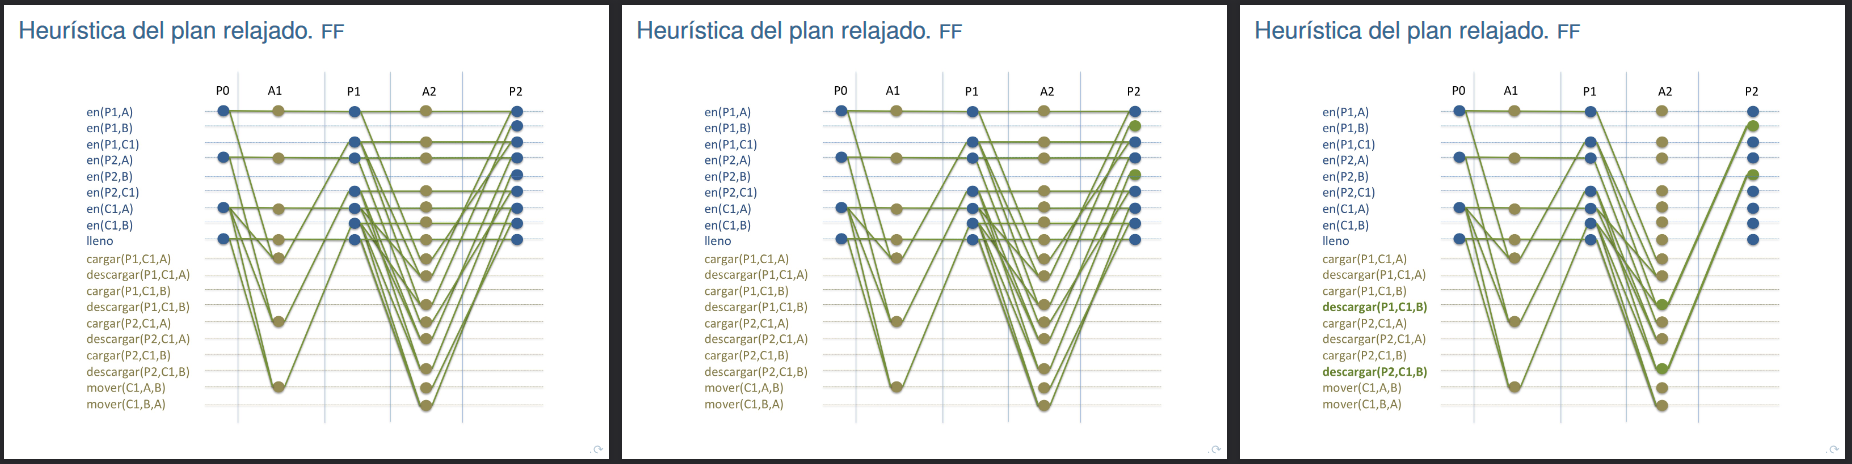 Heurística del plan relajado. FF
P0 A1 P1 A2 P2
en(P1,A)
en(P1,B)
en(P1,C1)
en(P2,A)
en(P2,B)
en(P2,C1)
en(C1,A)
en(C1,B)
lleno
cargar(P1,C1,A)
descargar(P1,C1,A)
cargar(P1,C1,B)
descargar(P1,C1,B)
cargar(P2,C1,A)
descargar(P2,C1,A)
cargar(P2,C1,B)
descargar(P2,C1,B)
mover(C1,A,B)
mover(C1,B,A)
Heurística del plan relajado. FF
P0 A1 P1 A2 P2
en(P1,A)
en(P1,B)
en(P1,C1)
en(P2,A)
en(P2,B)
en(P2,C1)
en(C1,A)
en(C1,B)
lleno
cargar(P1,C1,A)
descargar(P1,C1,A)
cargar(P1,C1,B)
descargar(P1,C1,B)
cargar(P2,C1,A)
descargar(P2,C1,A)
cargar(P2,C1,B)
descargar(P2,C1,B)
mover(C1,A,B)
mover(C1,B,A)
Heurística del plan relajado. FF
P0 A1 P1 A2 P2
en(P1,A)
en(P1,B)
en(P1,C1)
en(P2,A)
en(P2,B)
en(P2,C1)
en(C1,A)
en(C1,B)
lleno
cargar(P1,C1,A)
descargar(P1,C1,A)
cargar(P1,C1,B)
descargar(P1,C1,B)
cargar(P2,C1,A)
descargar(P2,C1,A)
cargar(P2,C1,B)
descargar(P2,C1,B)
mover(C1,A,B)
mover(C1,B,A)